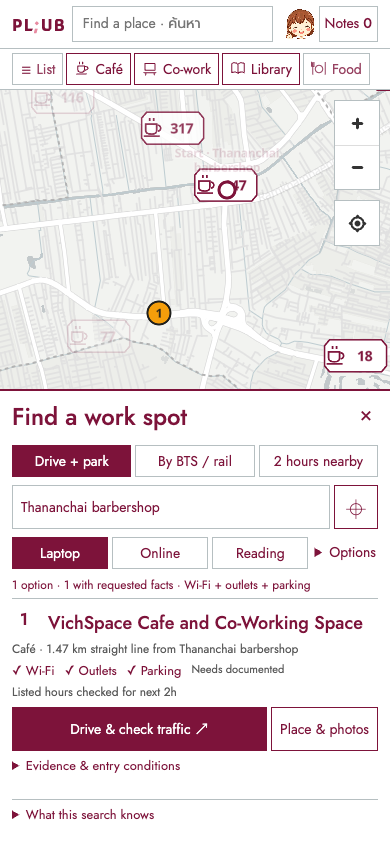 PL:UB
Find a place · ค้นหา
Notes 0
≡ List
Café
Co-work
Library
Food
116
317
Start · Thananchai
barbershop
47
+
−
1
77
18
Find a work spot
×
Drive + park
By BTS / rail
2 hours nearby
Thananchai barbershop
Laptop
Online
Reading
▶ Options
1 option · 1 with requested facts · Wi-Fi + outlets + parking
1 VichSpace Cafe and Co-Working Space
Café · 1.47 km straight line from Thananchai barbershop
✓ Wi-Fi ✓ Outlets ✓ Parking Needs documented
Listed hours checked for next 2h
Drive & check traffic ↗
Place & photos
▶ Evidence & entry conditions
▶ What this search knows